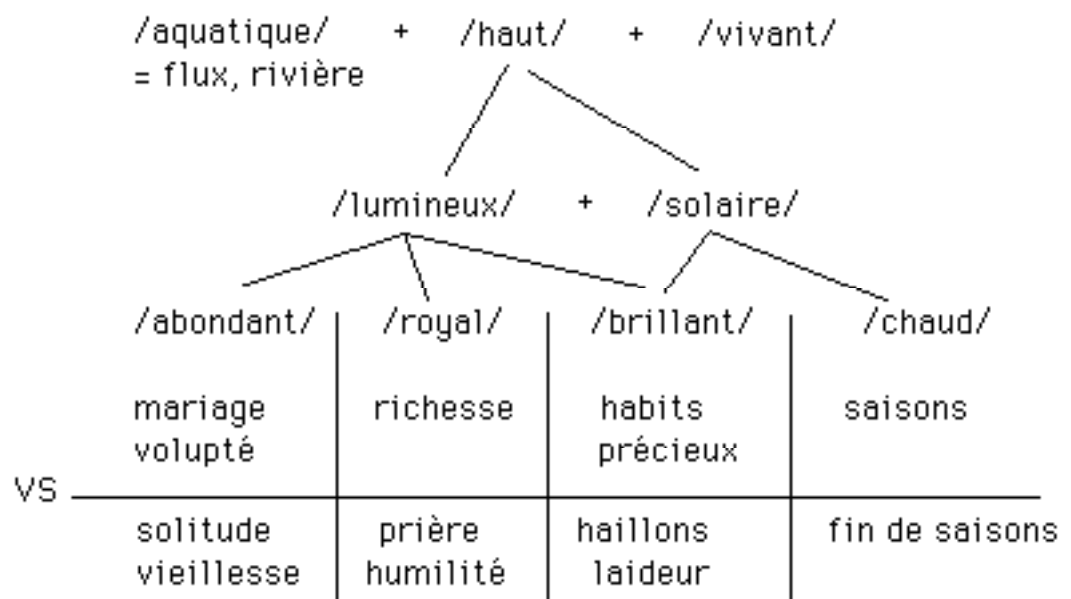 /aquatique/ + /haut/ + /vivant/
= flux, rivière
/lumineux/ + /solaire/
/abondant/ /royal/ /brillant/ /chaud/
mariage richesse habits saisons
volupté précieux
VS
solitude prière haillons fin de saisons
vieillesse humilité laideur